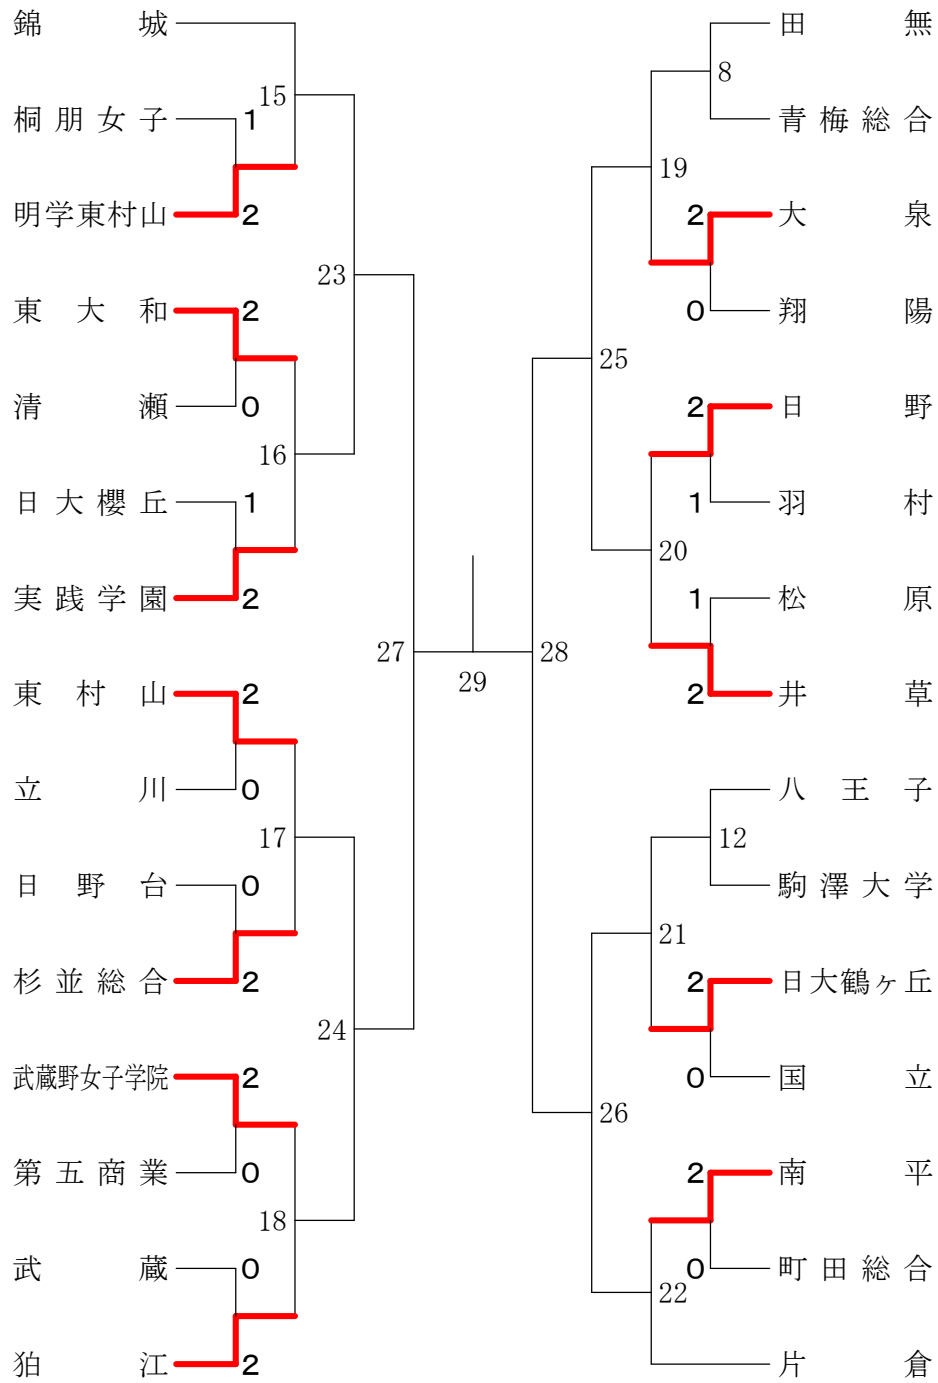 錦城
15
桐朋女子 1
明学東村山 2
23
東大和 2
清瀬 0
16
日大櫻丘 1
実践学園 2
27
東村山 2
立川 0
17
日野台 0
杉並総合 2
24
武蔵野女子学院 2
第五商業 0
18
武蔵 0
狛江 2
29
28
田無
8
青梅総合
19
2 大泉
0 翔陽
25
2 日野
1 羽村
20
1 松原
2 井草
八王子
12
駒澤大学
21
2 日大鶴ヶ丘
0 国立
26
2 南平
0 町田総合
22
片倉